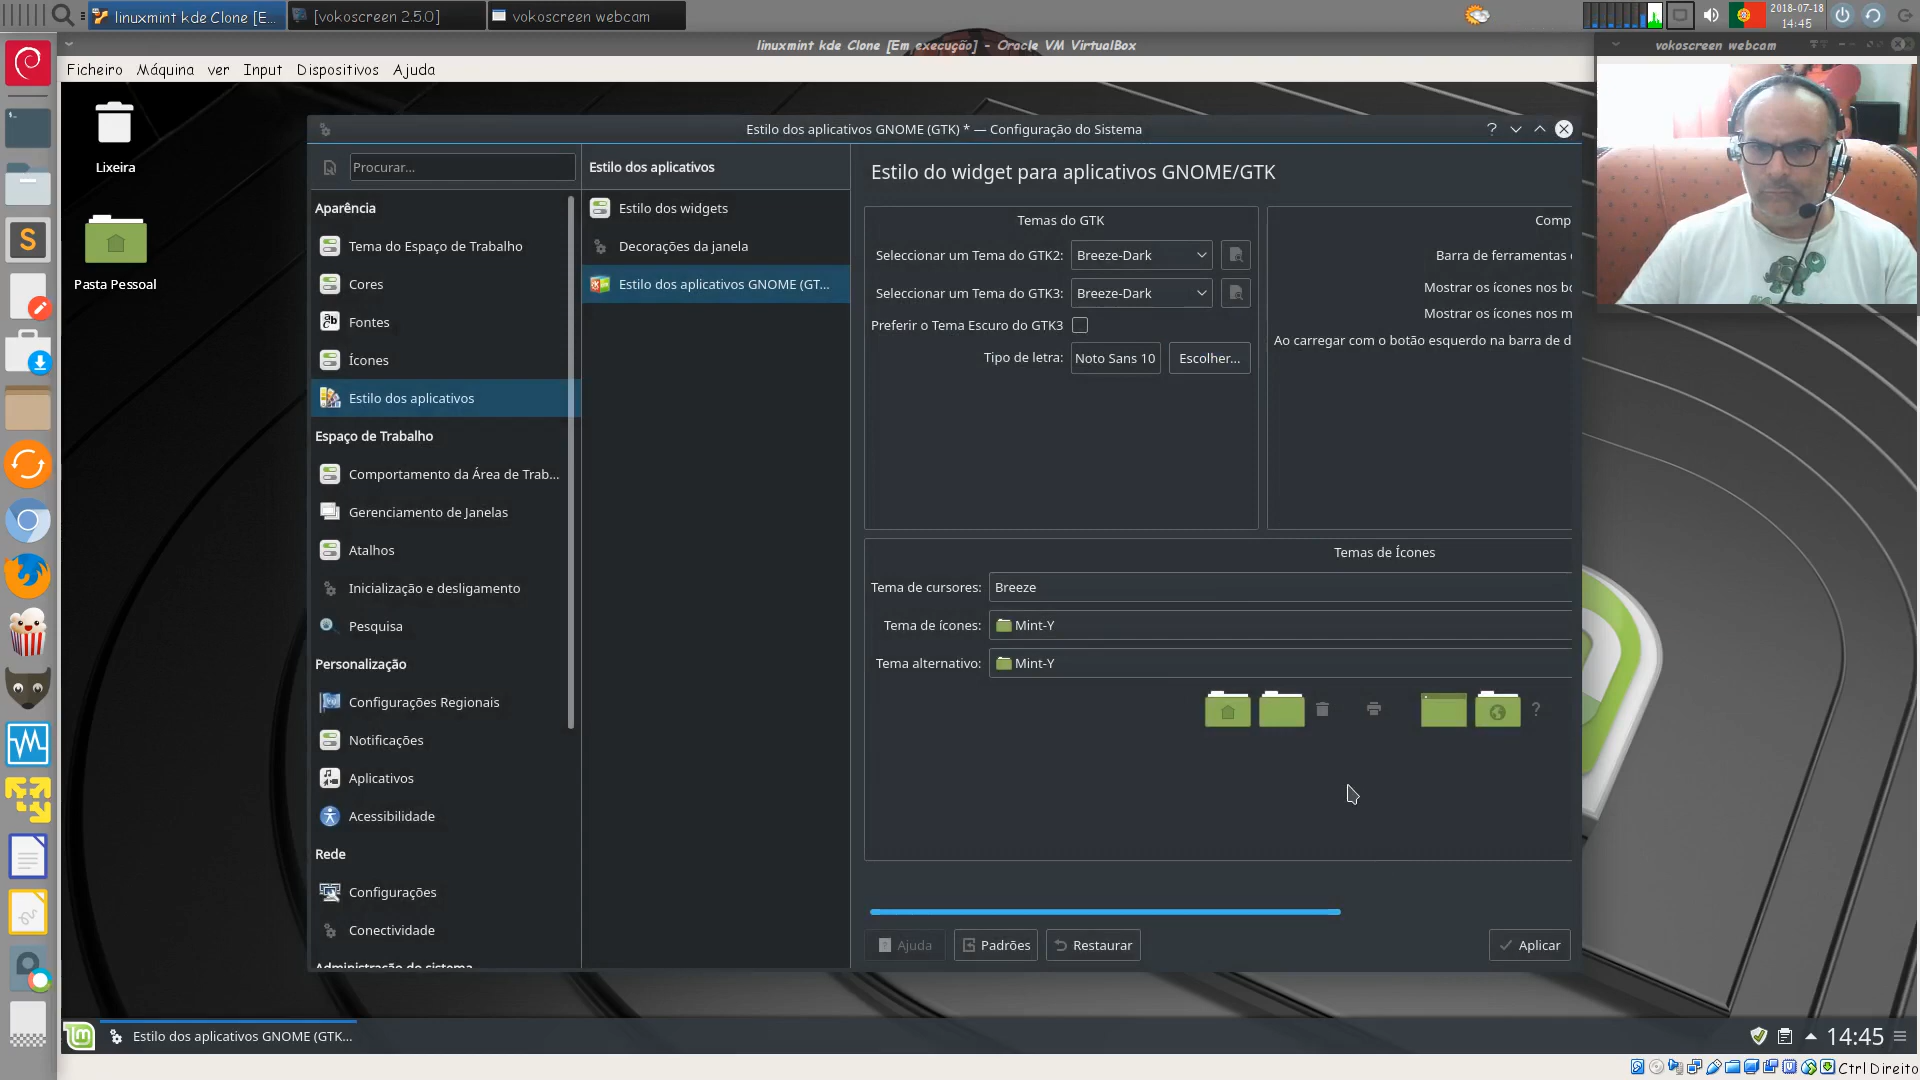 linuxmint kde Clone [E...
[vokoscreen 2.5.0]
vokoscreen webcam
2018-07-18
14:45
linuxmint kde Clone [Em execução] - Oracle VM VirtualBox
vokoscreen webcam
Ficheiro Máquina ver Input Dispositivos Ajuda
Lixeira
Pasta Pessoal
Estilo dos aplicativos GNOME (GTK) * — Configuração do Sistema
Procurar...
Aparência
Tema do Espaço de Trabalho
Cores
Fontes
Ícones
Estilo dos aplicativos
Espaço de Trabalho
Comportamento da Área de Trab...
Gerenciamento de Janelas
Atalhos
Inicialização e desligamento
Pesquisa
Personalização
Configurações Regionais
Notificações
Aplicativos
Acessibilidade
Rede
Configurações
Conectividade
Administração do sistema
Estilo dos aplicativos
Estilo dos widgets
Decorações da janela
Estilo dos aplicativos GNOME (GT...
Estilo do widget para aplicativos GNOME/GTK
Temas do GTK
Seleccionar um Tema do GTK2: Breeze-Dark
Seleccionar um Tema do GTK3: Breeze-Dark
Preferir o Tema Escuro do GTK3
Tipo de letra: Noto Sans 10 Escolher...
Comp
Barra de ferramentas
Mostrar os ícones nos b
Mostrar os ícones nos m
Ao carregar com o botão esquerdo na barra de d
Temas de Ícones
Tema de cursores: Breeze
Tema de ícones: Mint-Y
Tema alternativo: Mint-Y
Ajuda Padrões Restaurar Aplicar
Estilo dos aplicativos GNOME (GTK...
14:45
Ctrl Direito